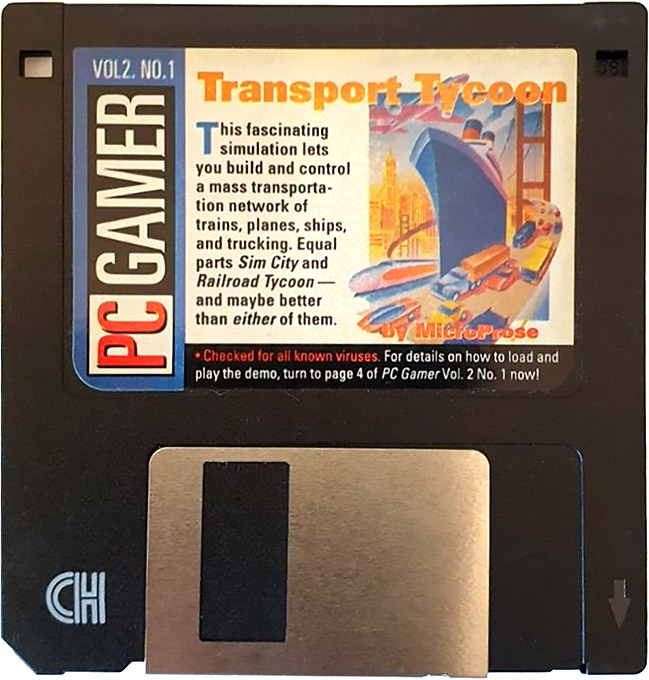 VOL2. NO.1
PC GAMER
Transport Tycoon
This fascinating
simulation lets
you build and control
a mass transporta-
tion network of
trains, planes, ships,
and trucking. Equal
parts Sim City and
Railroad Tycoon—
and maybe better
than either of them.
by MicroProse
• Checked for all known viruses. For details on how to load and
play the demo, turn to page 4 of PC Gamer Vol. 2 No. 1 now!
CH